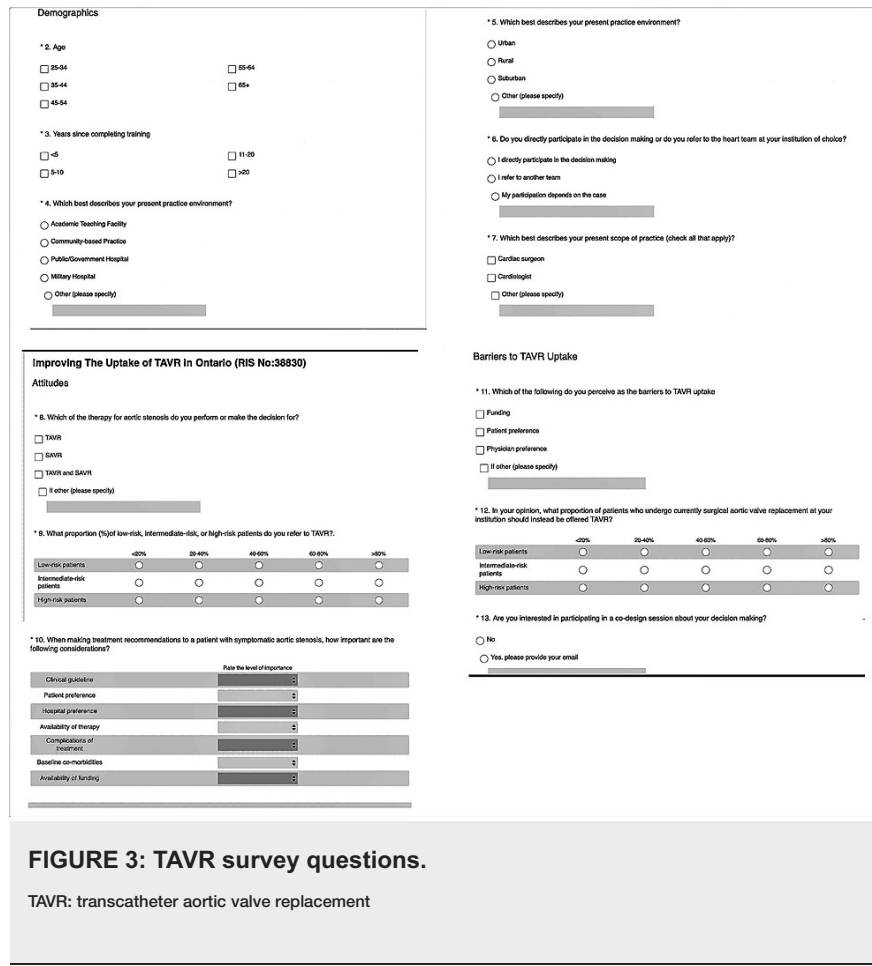 Demographics
* 2. Age
25-34
55-64
35-44
65+
45-54
* 3. Years since completing training
<5
11-20
5-10
>20
* 4. Which best describes your present practice environment?
Academic Teaching Facility
Community-based Practice
Public/Government Hospital
Military Hospital
Other (please specify)
* 5. Which best describes your present practice environment?
Urban
Rural
Suburban
Other (please specify)
* 6. Do you directly participate in the decision making or do you refer to the heart team at your institution of choice?
I directly participate in the decision making
I refer to another team
My participation depends on the case
* 7. Which best describes your present scope of practice (check all that apply)?
Cardiac surgeon
Cardiologist
Other (please specify)
Improving The Uptake of TAVR in Ontario (RIS No:38830)
Attitudes
* 8. Which of the therapy for aortic stenosis do you perform or make the decision for?
TAVR
SAVR
TAVR and SAVR
If other (please specify)
* 9. What proportion (%)of low-risk, intermediate-risk, or high-risk patients do you refer to TAVR?.
<20% 20-40% 40-60% 60-80% >80%
Low-risk patients
Intermediate-risk
patients
High-risk patients
* 10. When making treatment recommendations to a patient with symptomatic aortic stenosis, how important are the
following considerations?
Rate the level of importance
Clinical guideline
Patient preference
Hospital preference
Availability of therapy
Complications of
treatment
Baseline co-morbidities
Availability of funding
Barriers to TAVR Uptake
* 11. Which of the following do you perceive as the barriers to TAVR uptake
Funding
Patient preference
Physician preference
If other (please specify)
* 12. In your opinion, what proportion of patients who undergo currently surgical aortic valve replacement at your
institution should instead be offered TAVR?
<20% 20-40% 40-60% 60-80% >80%
Low-risk patients
Intermediate-risk
patients
High-risk patients
* 13. Are you interested in participating in a co-design session about your decision making?
No
Yes. please provide your email
FIGURE 3: TAVR survey questions.
TAVR: transcatheter aortic valve replacement